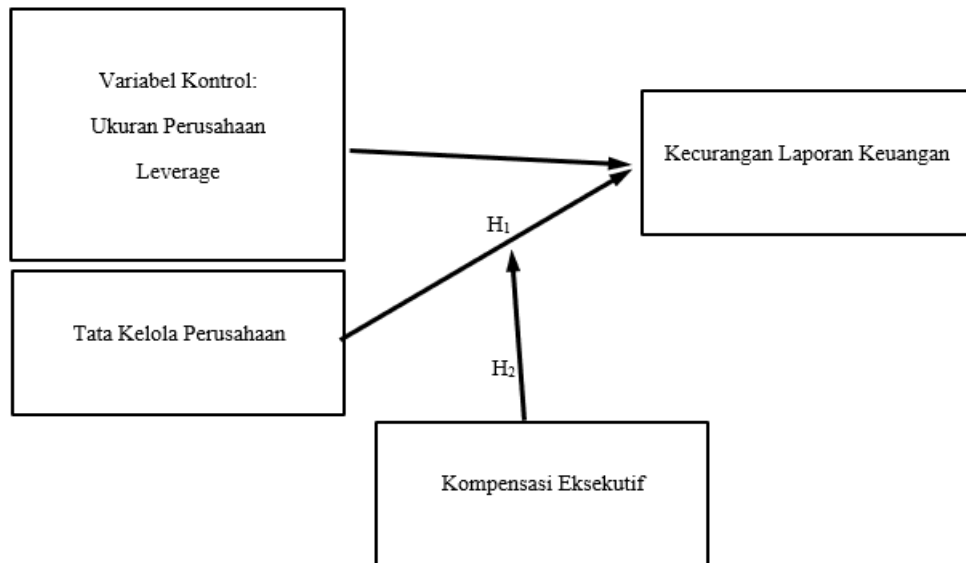 Variabel Kontrol:
Ukuran Perusahaan
Leverage
Kecurangan Laporan Keuangan
H₁
Tata Kelola Perusahaan
H₂
Kompensasi Eksekutif